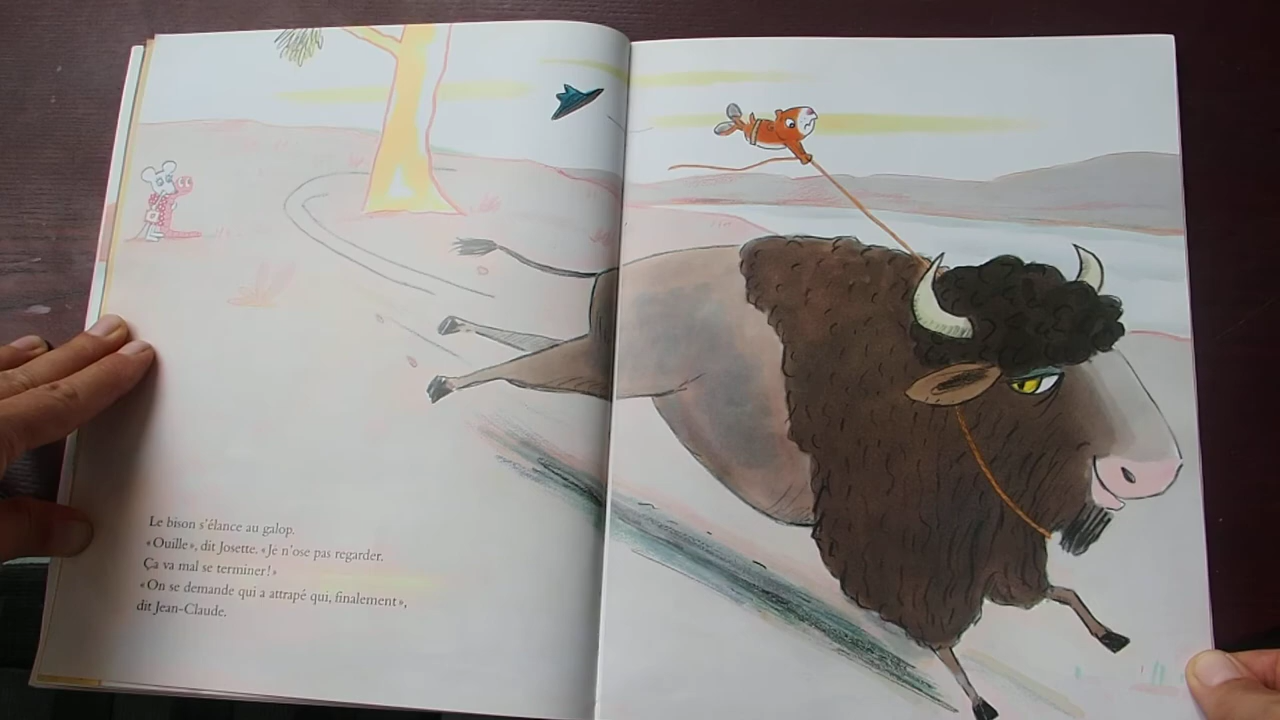 Le bison s'élance au galop.
«Ouille», dit Josette. «Je n'ose pas regarder.
Ça va mal se terminer!»
«On se demande qui a attrapé qui, finalement»,
dit Jean-Claude.